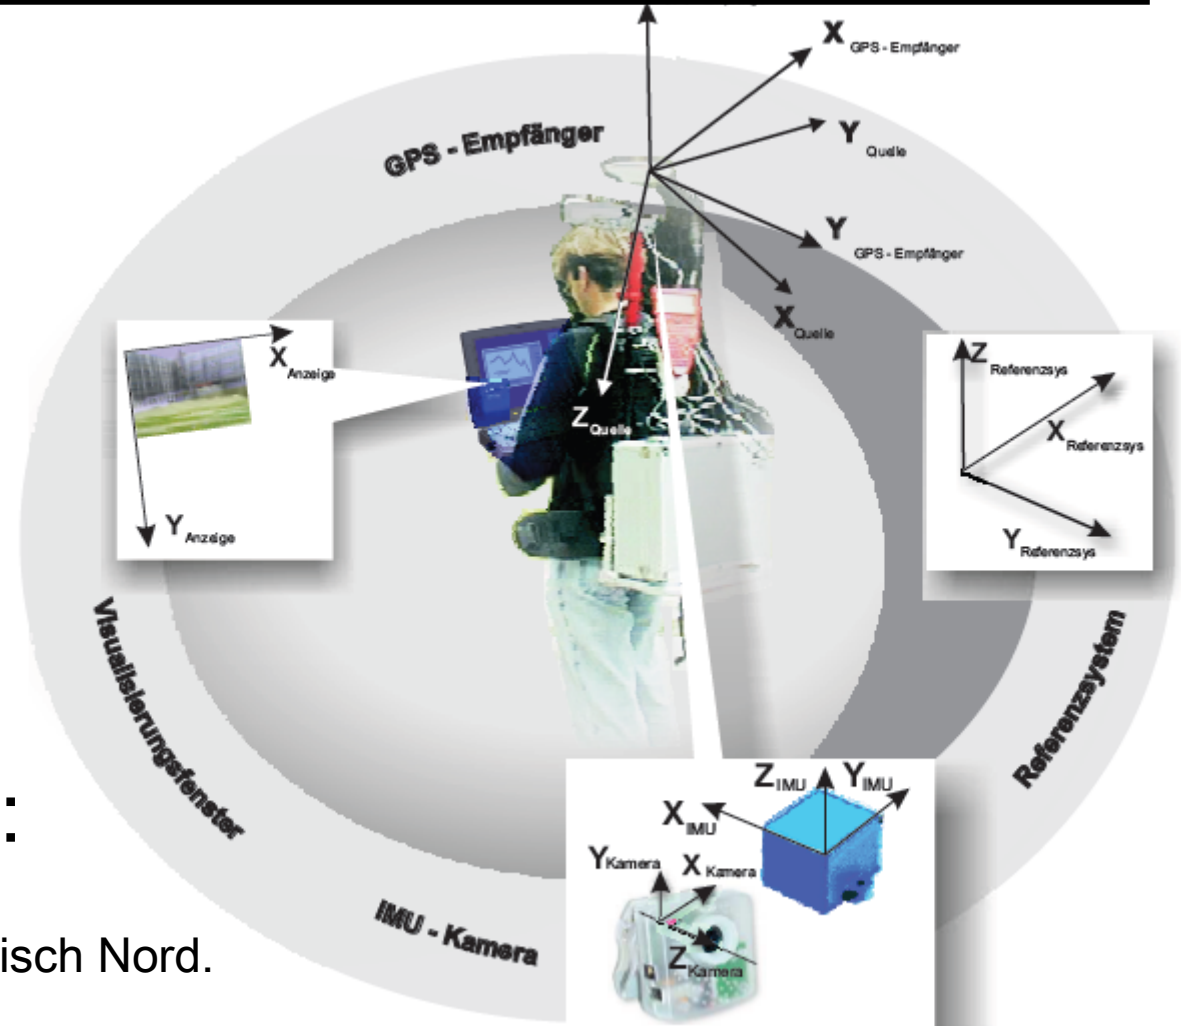 X GPS - Empfänger
Y Quelle
GPS - Empfänger
Y GPS - Empfänger
X Quelle
X Anzeige
Z Referenzsys
X Referenzsys
Z Quelle
Y Anzeige
Y Referenzsys
Visualisierungsfenster
Referenzsystem
:
Z IMU Y IMU
X IMU
Y Kamera X Kamera
IMU - Kamera
isch Nord.
Z Kamera